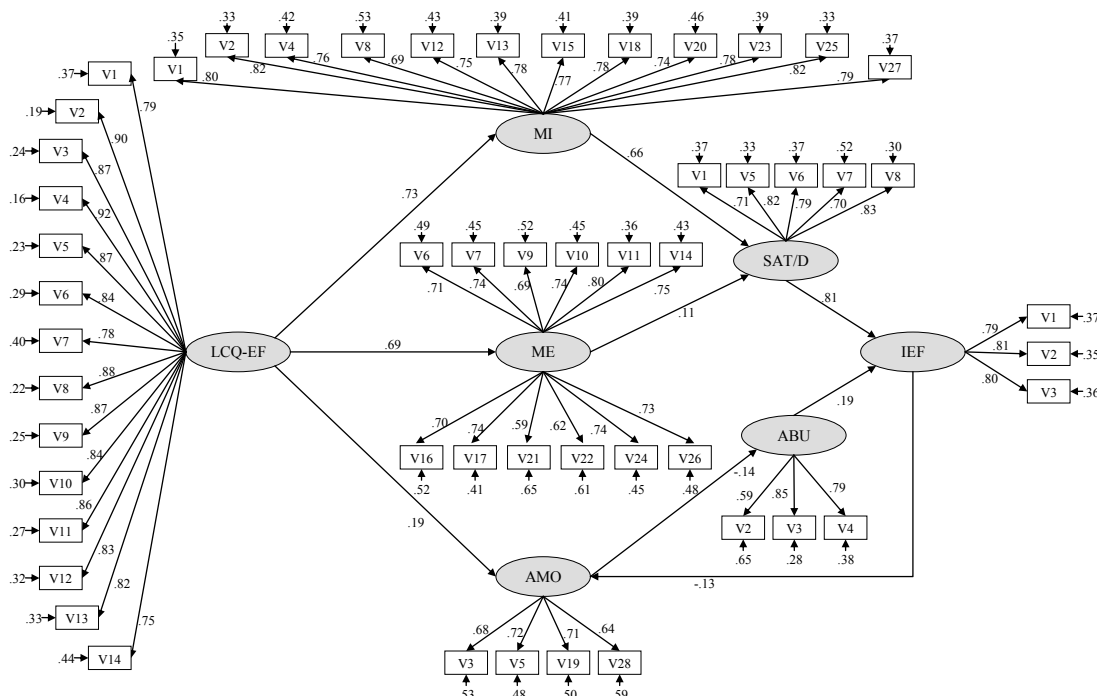 .33 .42 .53 .43 .39 .41 .39 .46 .39 .33
.35 V2 V4 V8 V12 V13 V15 V18 V20 V23 V25 .37
V1 V27
.80 .82 .76 .69 .75 .78 .77 .78 .74 .78 .82 .79
MI
.37 V1 .79
.19 V2 .90
.24 V3 .87
.16 V4 .92
.23 V5 .87
.29 V6 .84
.40 V7 .78
.22 V8 .88
.25 V9 .87
.30 V10 .84
.27 V11 .86
.32 V12 .83
.33 V13 .82
.44 V14 .75
LCQ-EF
.73
.69
.19
.66
.37 .33 .37 .52 .30
V1 V5 V6 V7 V8
.71 .82 .79 .70 .83
SAT/D
.49 .45 .52 .45 .36 .43
V6 V7 V9 V10 V11 V14
.71 .74 .69 .74 .80 .75
ME
.11
.70 .74 .59 .62 .74 .73
V16 V17 V21 V22 V24 V26
.52 .41 .65 .61 .45 .48
.81
IEF
.79 V1 .37
.81 V2 .35
.80 V3 .36
.19
ABU
-.14
.59 .85 .79
V2 V3 V4
.65 .28 .38
-.13
AMO
.68 .72 .71 .64
V3 V5 V19 V28
.53 .48 .50 .59